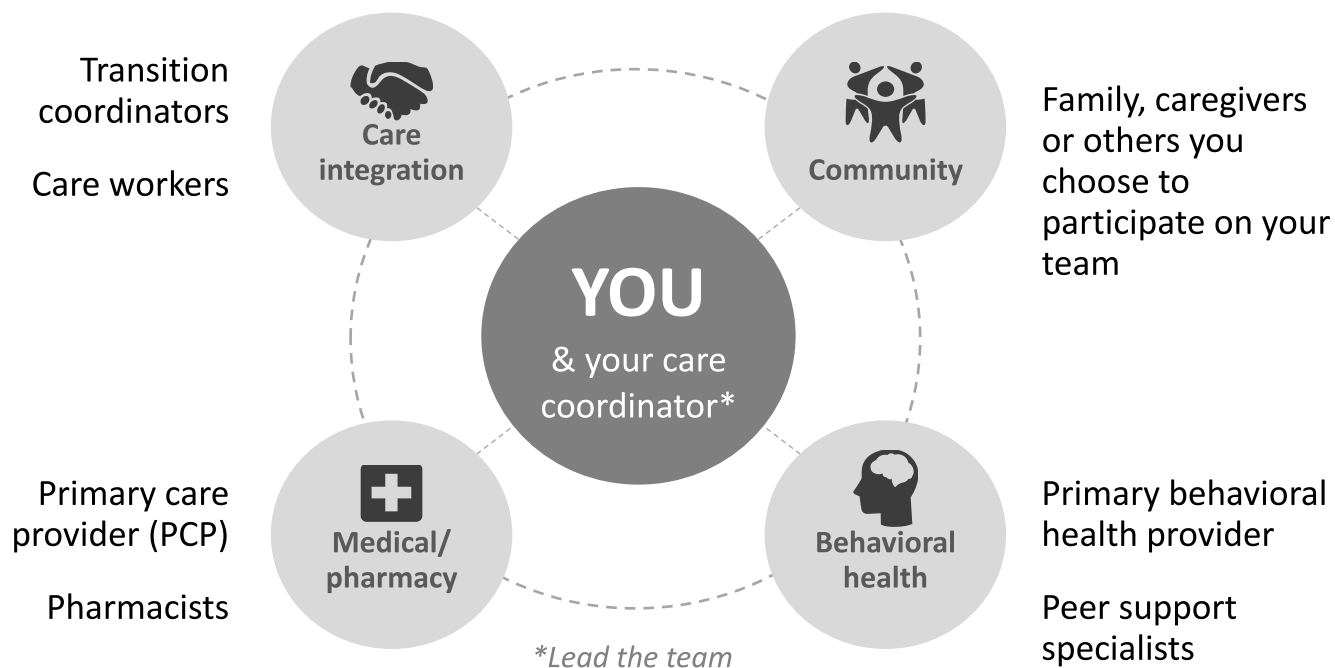 Transition
coordinators
Care workers
Care
integration
Community
Family, caregivers
or others you
choose to
participate on your
team
YOU
& your care
coordinator*
Primary care
provider (PCP)
Pharmacists
Medical/
pharmacy
Behavioral
health
Primary behavioral
health provider
Peer support
specialists
*Lead the team